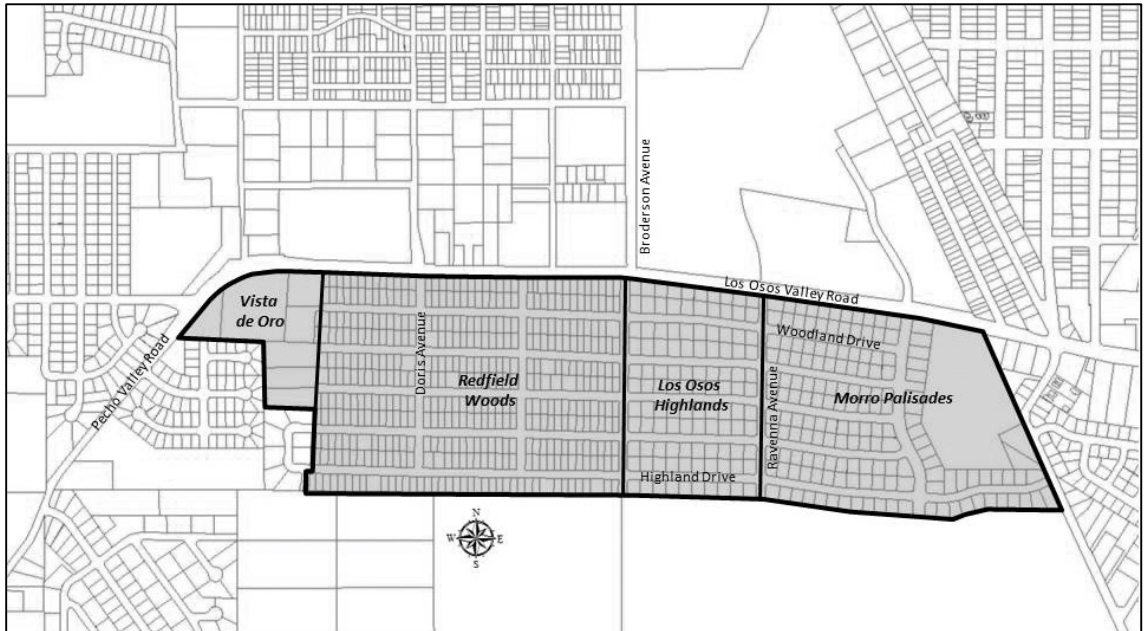 Broderson Avenue
Los Osos Valley Road
Vista
de Oro
Pecho Valley Road
Doris Avenue
Redfield
Woods
Los Osos
Highlands
Ravenna Avenue
Woodland Drive
Morro Palisades
Highland Drive
N
W
E
S